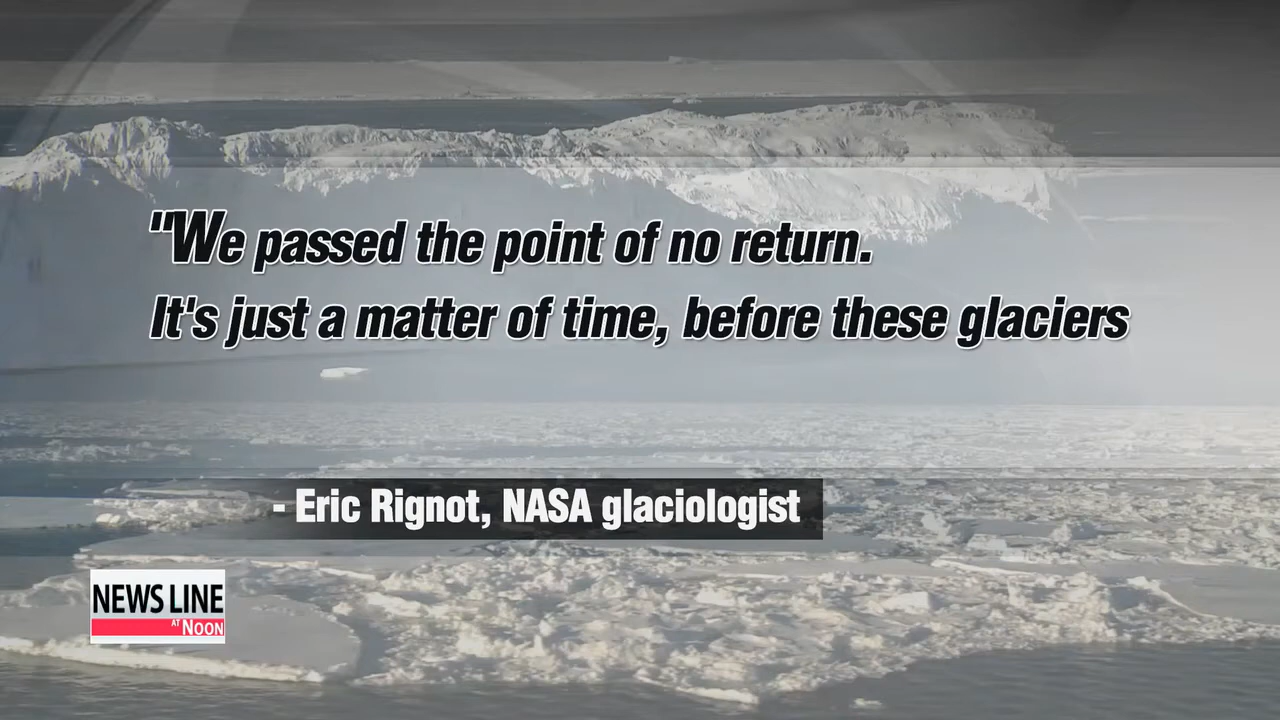 "We passed the point of no return.
It's just a matter of time, before these glaciers
- Eric Rignot, NASA glaciologist
NEWS LINE
AT NOON